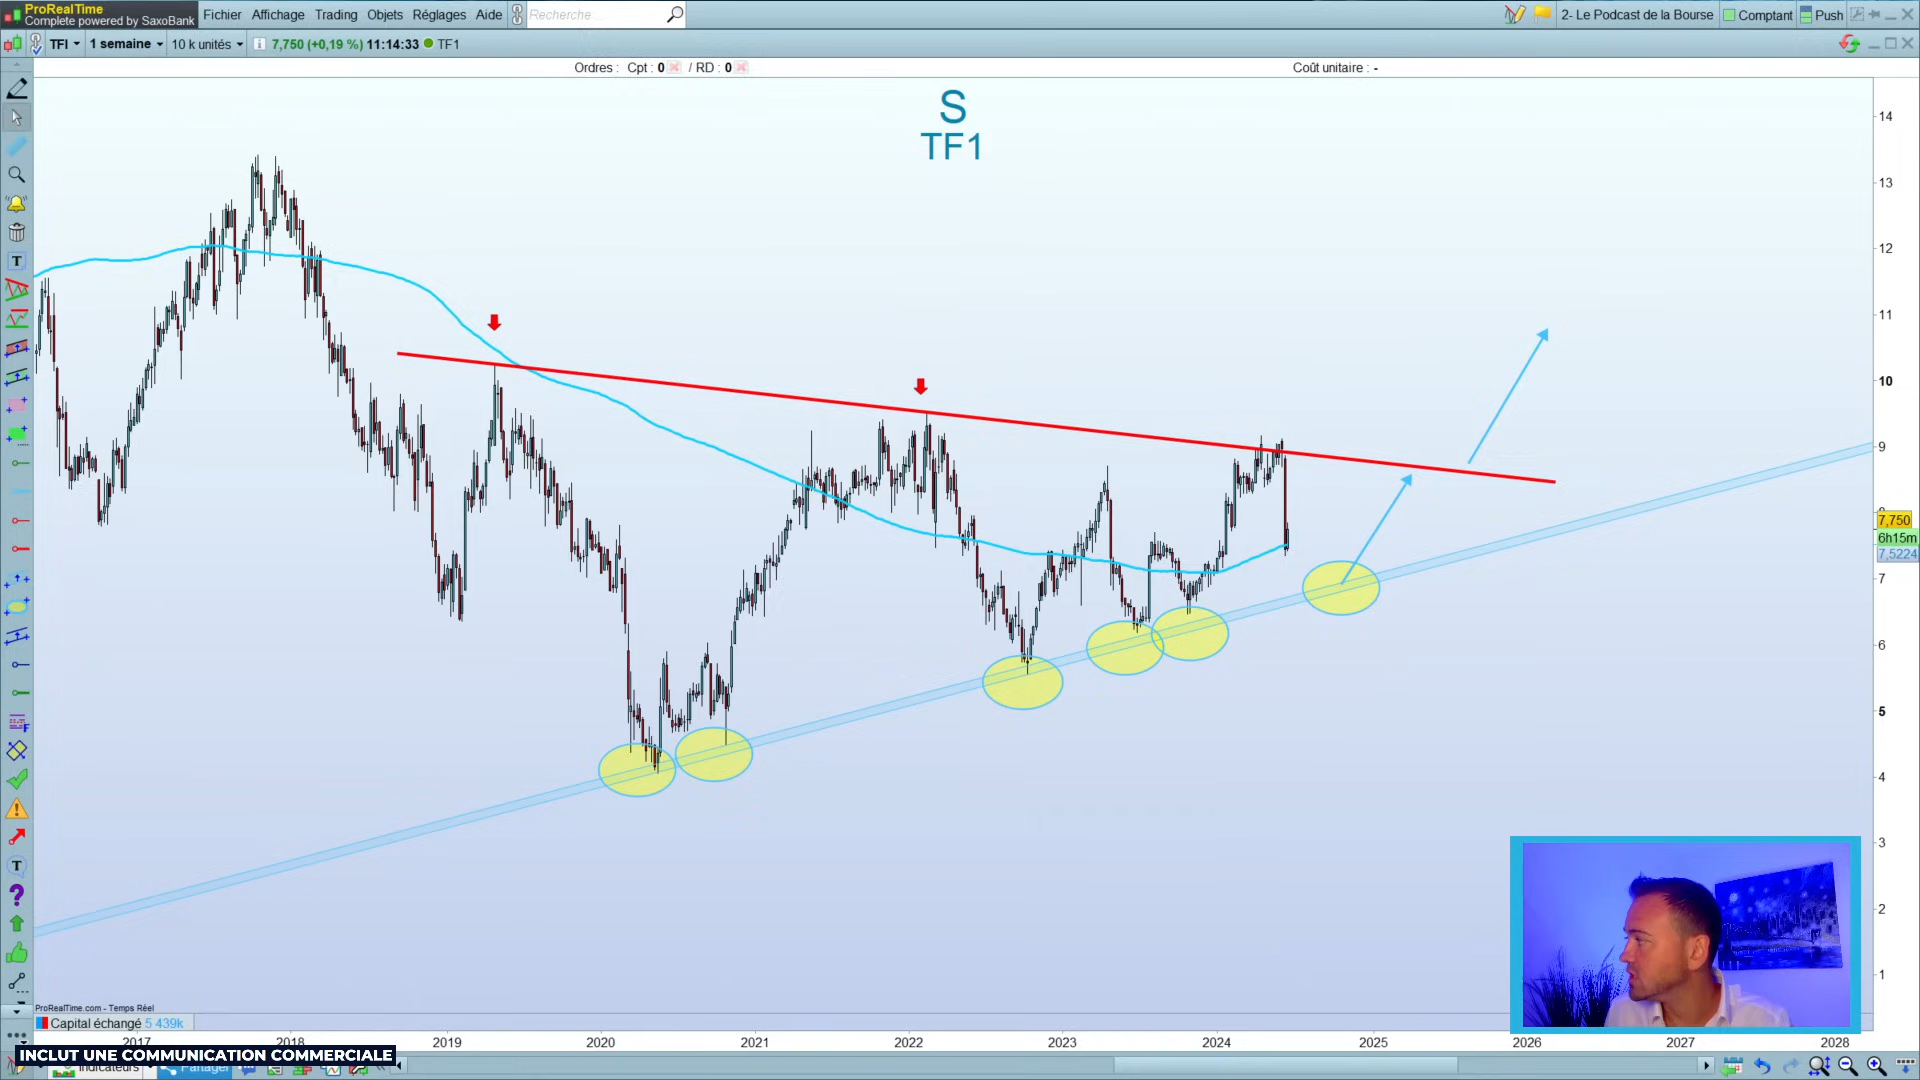 ProRealTime
Complete powered by SaxoBank
Fichier Affichage Trading Objets Réglages Aide
Recherche...
2- Le Podcast de la Bourse
Comptant
Push
TFI
1 semaine
10 k unités
7,750 (+0,19 %) 11:14:33
TF1
Ordres : Cpt : 0 / RD : 0
Coût unitaire : -
S
TF1
14
13
12
11
10
9
8
7,750
6h15m
7,5224
7
6
5
4
3
2
1
ProRealTime.com - Temps Réel
Capital échangé 5 439k
2017 2018 2019 2020 2021 2022 2023 2024 2025 2026 2027 2028
INCLUT UNE COMMUNICATION COMMERCIALE
Indicateurs
Partager